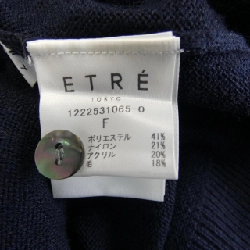 ETRÉ
TOKYO
1222531065 0
F
ポリエステル 41%
ナイロン 21%
アクリル 20%
毛 18%